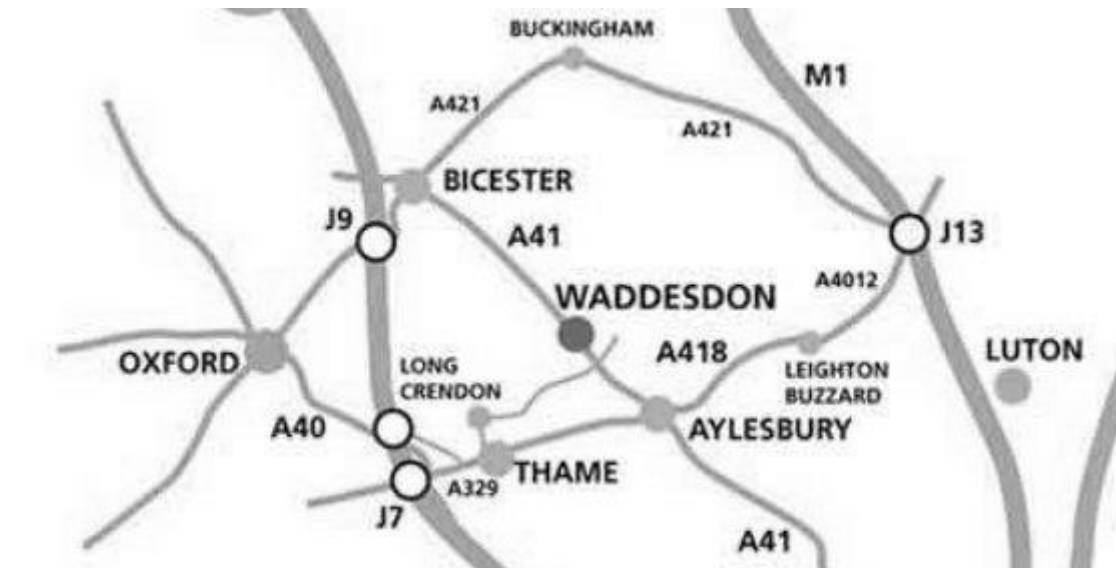 BUCKINGHAM
M1
A421
A421
BICESTER
J9
A41
J13
A4012
WADDESDON
A418
LUTON
OXFORD
LONG
CRENDON
LEIGHTON
BUZZARD
A40
AYLESBURY
THAME
A329
J7
A41